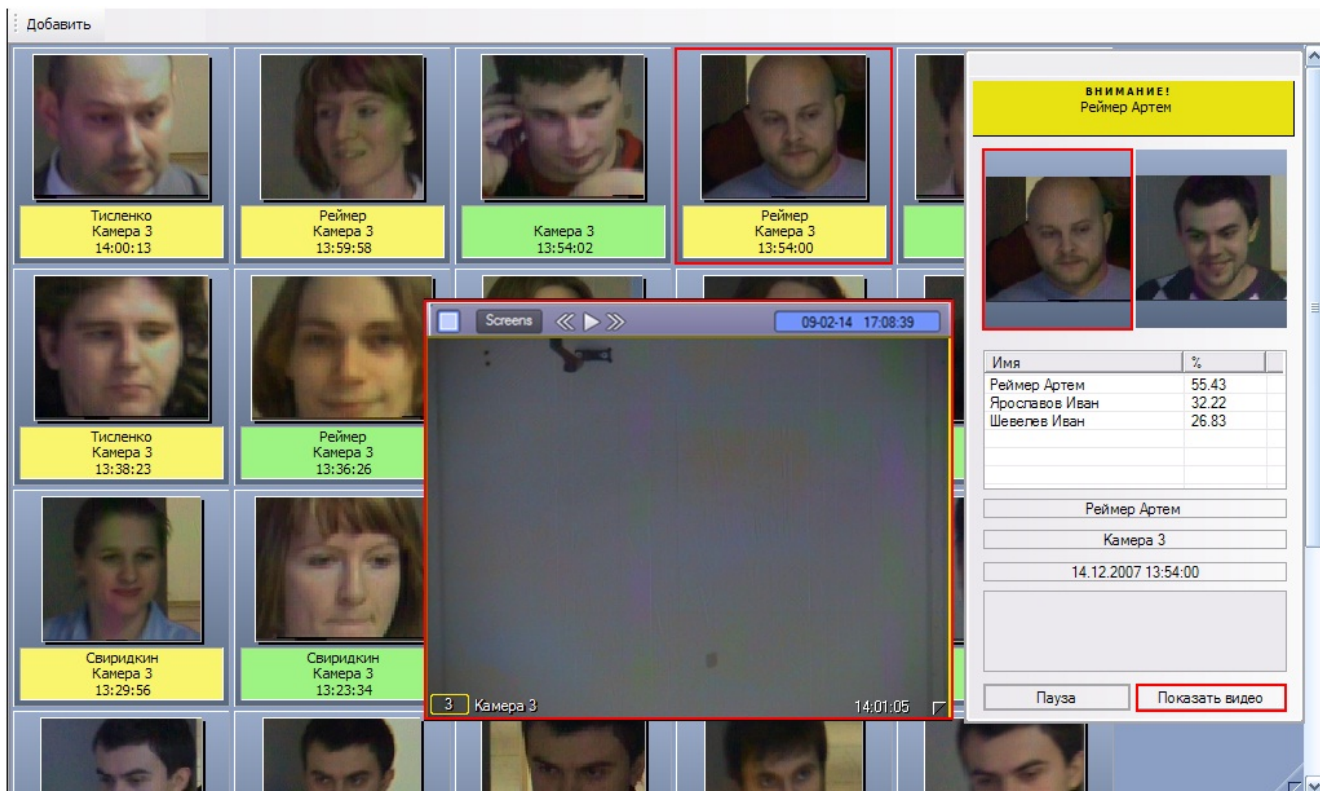 Добавить
Тисленко
Камера 3
14:00:13
Реймер
Камера 3
13:59:58
Камера 3
13:54:02
Реймер
Камера 3
13:54:00
Тисленко
Камера 3
13:38:23
Реймер
Камера 3
13:36:26
Свиридкин
Камера 3
13:29:56
Свиридкин
Камера 3
13:23:34
Screens
09-02-14 17:08:39
3 Камера 3
14:01:05
ВНИМАНИЕ!
Реймер Артем
Имя %
Реймер Артем 55.43
Ярославов Иван 32.22
Шевелев Иван 26.83
Реймер Артем
Камера 3
14.12.2007 13:54:00
Пауза
Показать видео